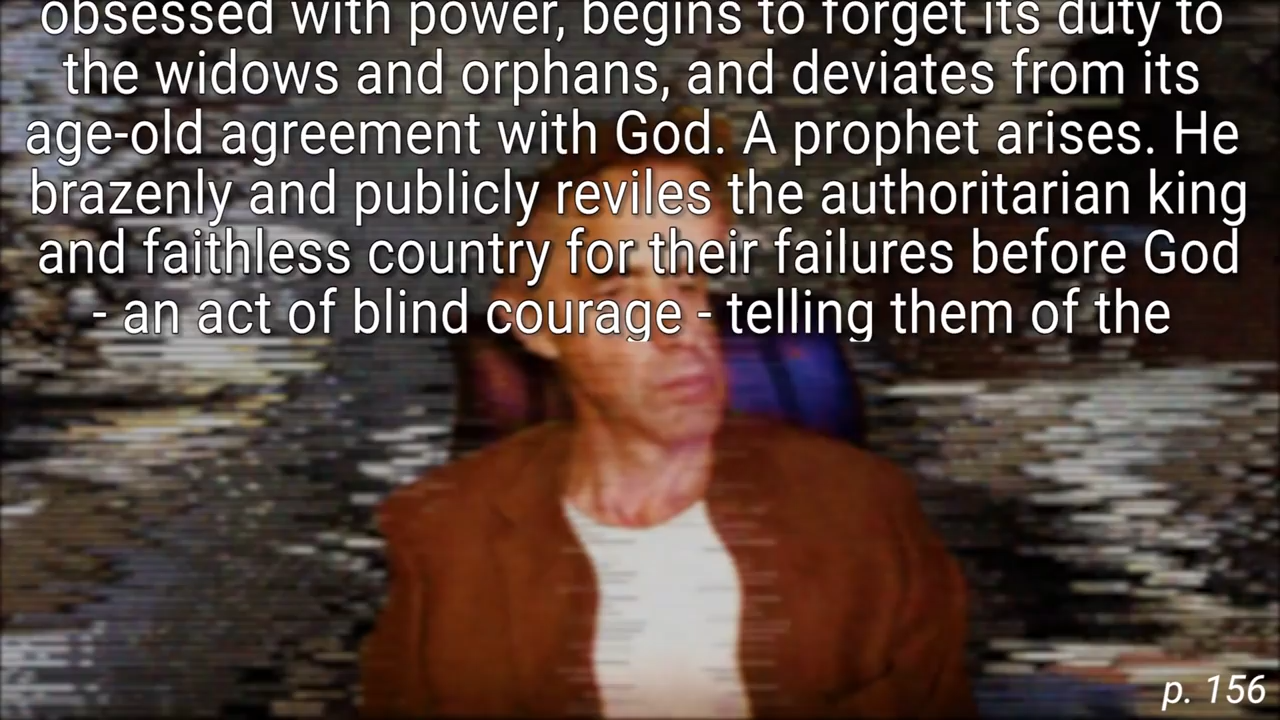 obsessed with power, begins to forget its duty to
the widows and orphans, and deviates from its
age-old agreement with God. A prophet arises. He
brazenly and publicly reviles the authoritarian king
and faithless country for their failures before God
- an act of blind courage - telling them of the
p. 156